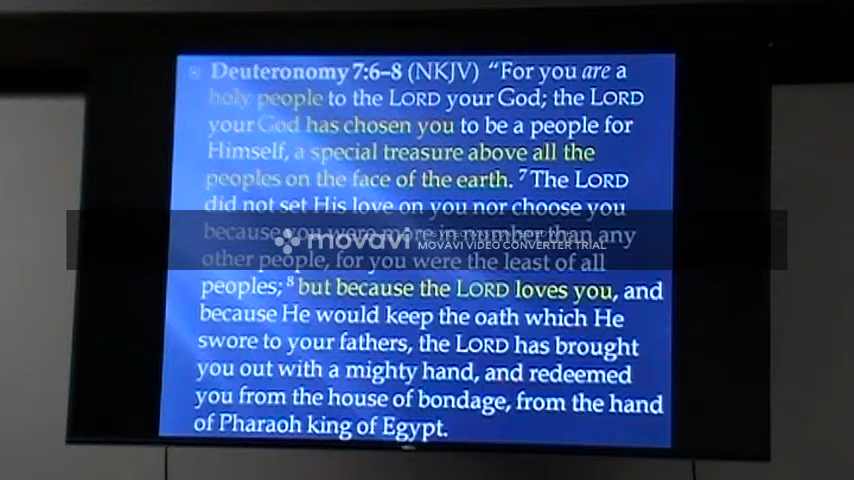 Deuteronomy 7:6–8 (NKJV) “For you are a
holy people to the LORD your God; the LORD
your God has chosen you to be a people for
Himself, a special treasure above all the
peoples on the face of the earth. 7 The LORD
did not set His love on you nor choose you
because you were more in number than any
other people, for you were the least of all
peoples; 8 but because the LORD loves you, and
because He would keep the oath which He
swore to your fathers, the LORD has brought
you out with a mighty hand, and redeemed
you from the house of bondage, from the hand
of Pharaoh king of Egypt.
movavi
MOVAVI VIDEO CONVERTER TRIAL